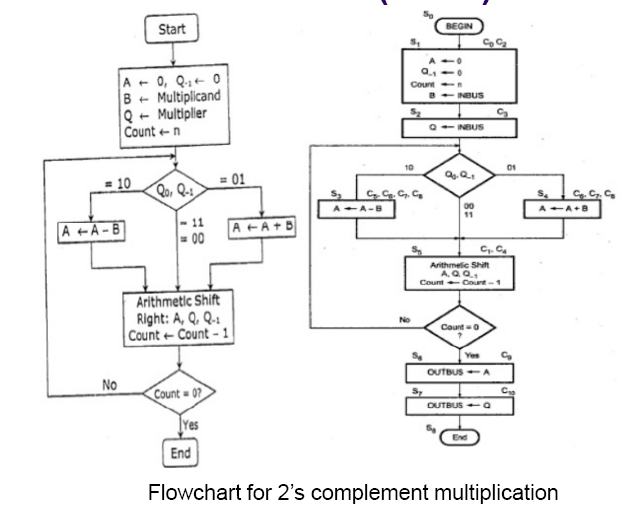 Start
A ← 0, Q-1 ← 0
B ← Multiplicand
Q ← Multiplier
Count ← n
= 10
Q0, Q-1
= 01
A ← A - B
= 11
= 00
A ← A + B
Arithmetic Shift
Right: A, Q, Q-1
Count ← Count - 1
No
Count = 0?
Yes
End
S0
BEGIN
S1
C0 C2
A ← 0
Q-1 ← 0
Count ← n
B ← INBUS
S2
C3
Q ← INBUS
10
Q0, Q-1
01
S3
C5, C6, C7, C8
A ← A - B
00
11
S4
C6, C7, C8
A ← A + B
S5
C1, C4
Arithmetic Shift
A, Q, Q-1
Count ← Count - 1
No
Count = 0
?
S6
Yes
C9
OUTBUS ← A
S7
C10
OUTBUS ← Q
S8
End
Flowchart for 2's complement multiplication